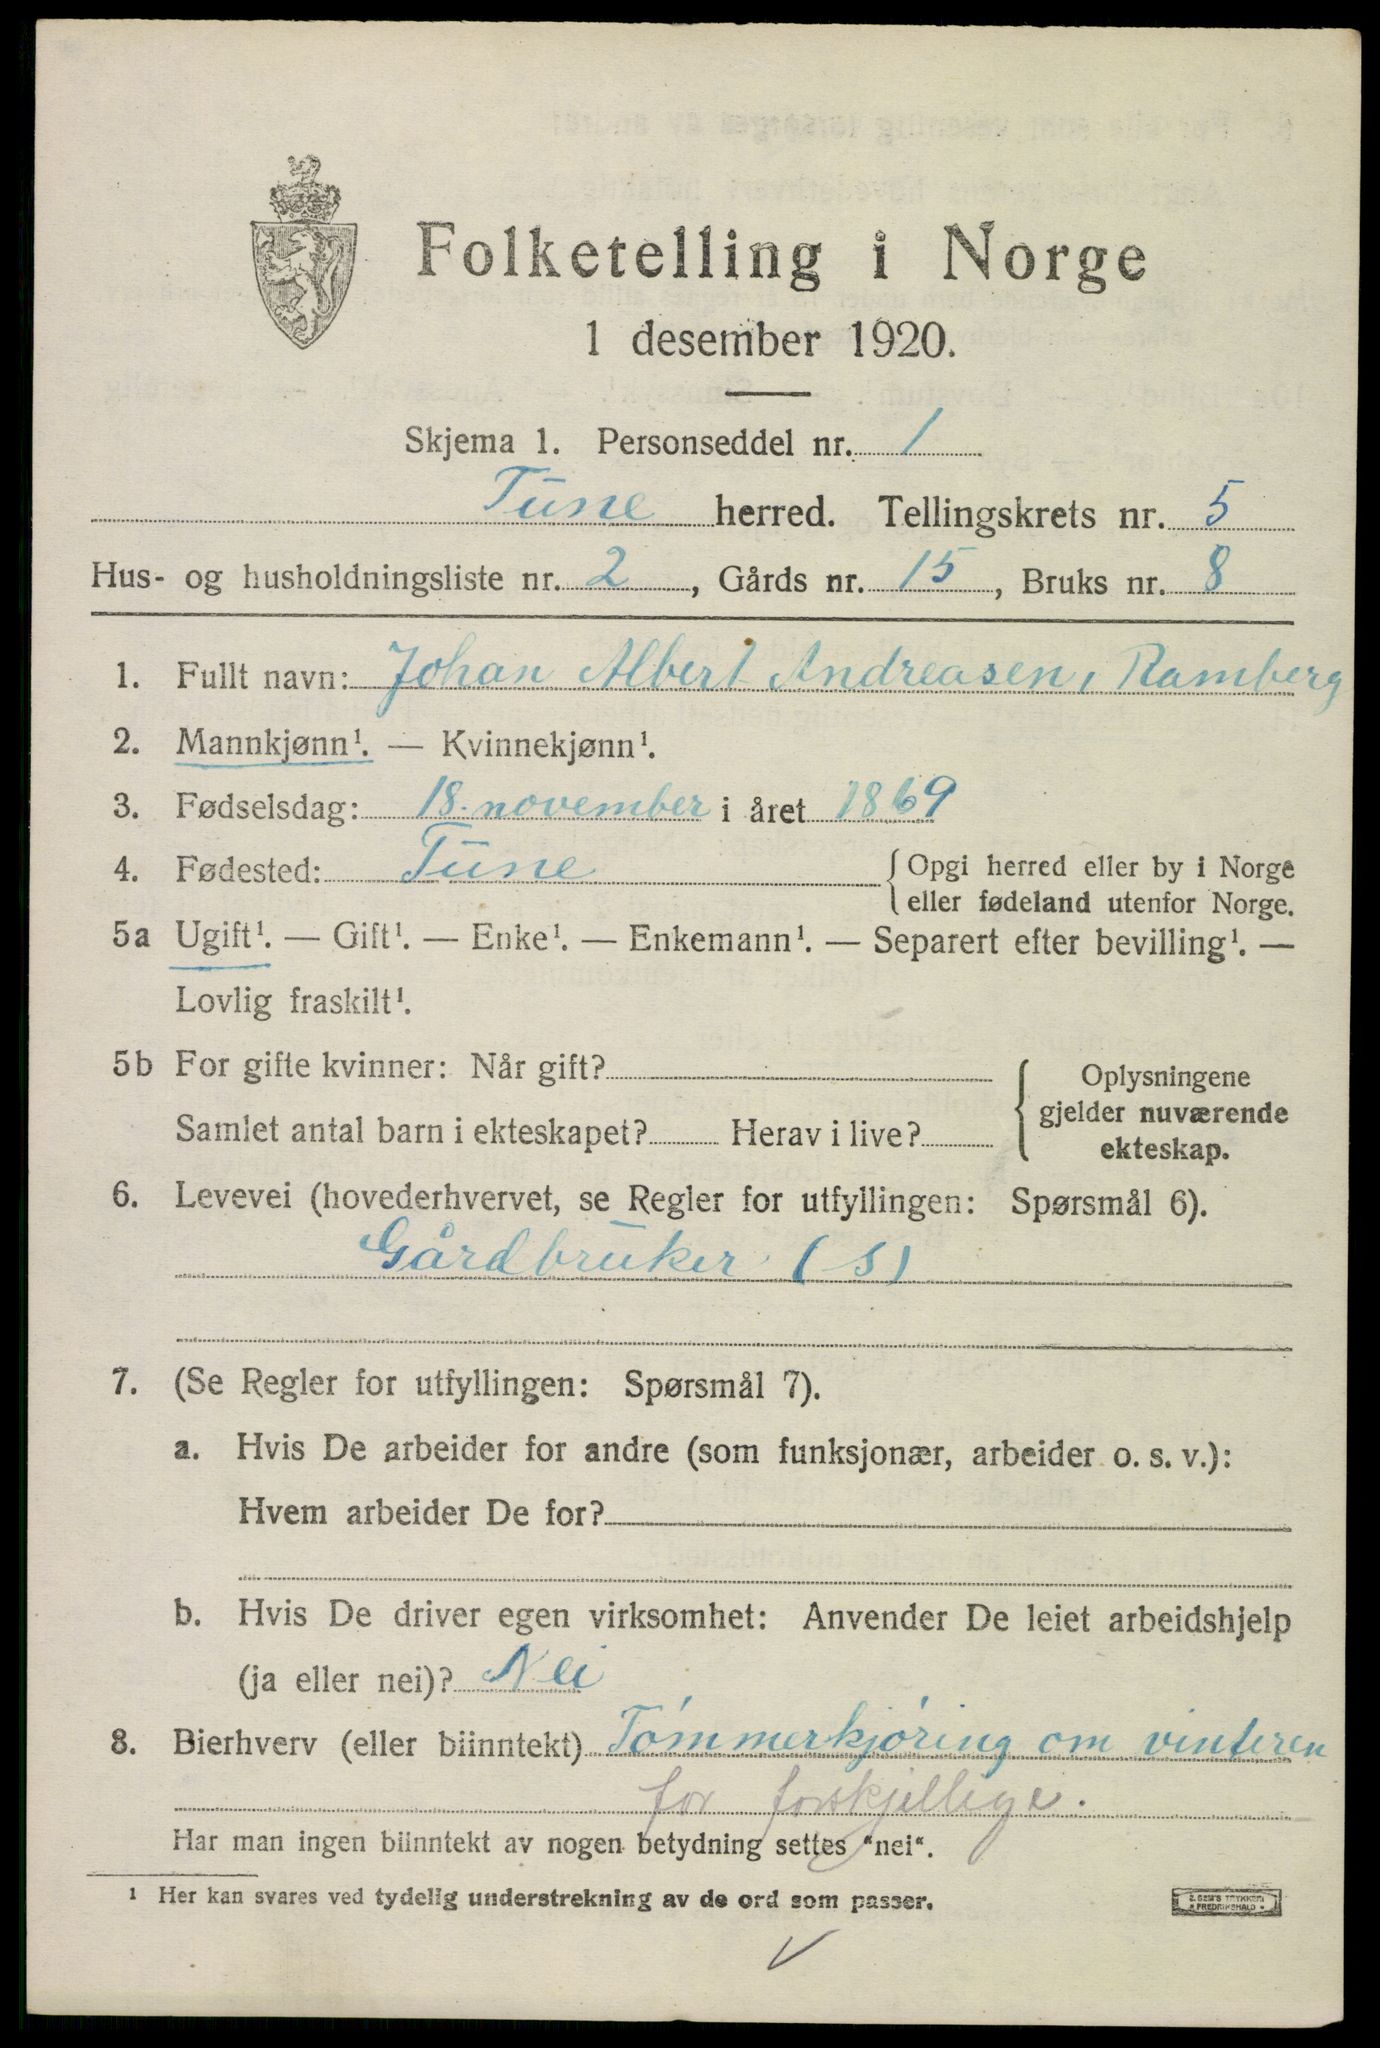 Folketelling i Norge
1 desember 1920.
Skjema 1. Personseddel nr. 1
Tune herred. Tellingskrets nr. 5
Hus- og husholdningsliste nr. 2, Gårds nr. 15, Bruks nr. 8
1. Fullt navn: Johan Albert Andreasen, Ramberg
2. Mannkjønn¹. — Kvinnekjønn¹.
3. Fødselsdag: 18. november i året 1869
4. Fødested: Tune
{ Opgi herred eller by i Norge
eller fødeland utenfor Norge.
5a Ugift¹. — Gift¹. — Enke¹. — Enkemann¹. — Separert efter bevilling¹. —
Lovlig fraskilt¹.
5b For gifte kvinner: Når gift?
Samlet antal barn i ekteskapet? Herav i live?
{ Oplysningene
gjelder nuværende
ekteskap.
6. Levevei (hovederhvervet, se Regler for utfyllingen: Spørsmål 6).
Gårdbruker (s)
7. (Se Regler for utfyllingen: Spørsmål 7).
a. Hvis De arbeider for andre (som funksjonær, arbeider o. s. v.):
Hvem arbeider De for?
b. Hvis De driver egen virksomhet: Anvender De leiet arbeidshjelp
(ja eller nei)? Nei
8. Bierhverv (eller biinntekt) Tømmerkjøring om vinteren
for forskjellige.
Har man ingen biinntekt av nogen betydning settes "nei".
¹ Her kan svares ved tydelig understrekning av de ord som passer.
E. SEM'S TRYKKERI
FREDRIKSHALD